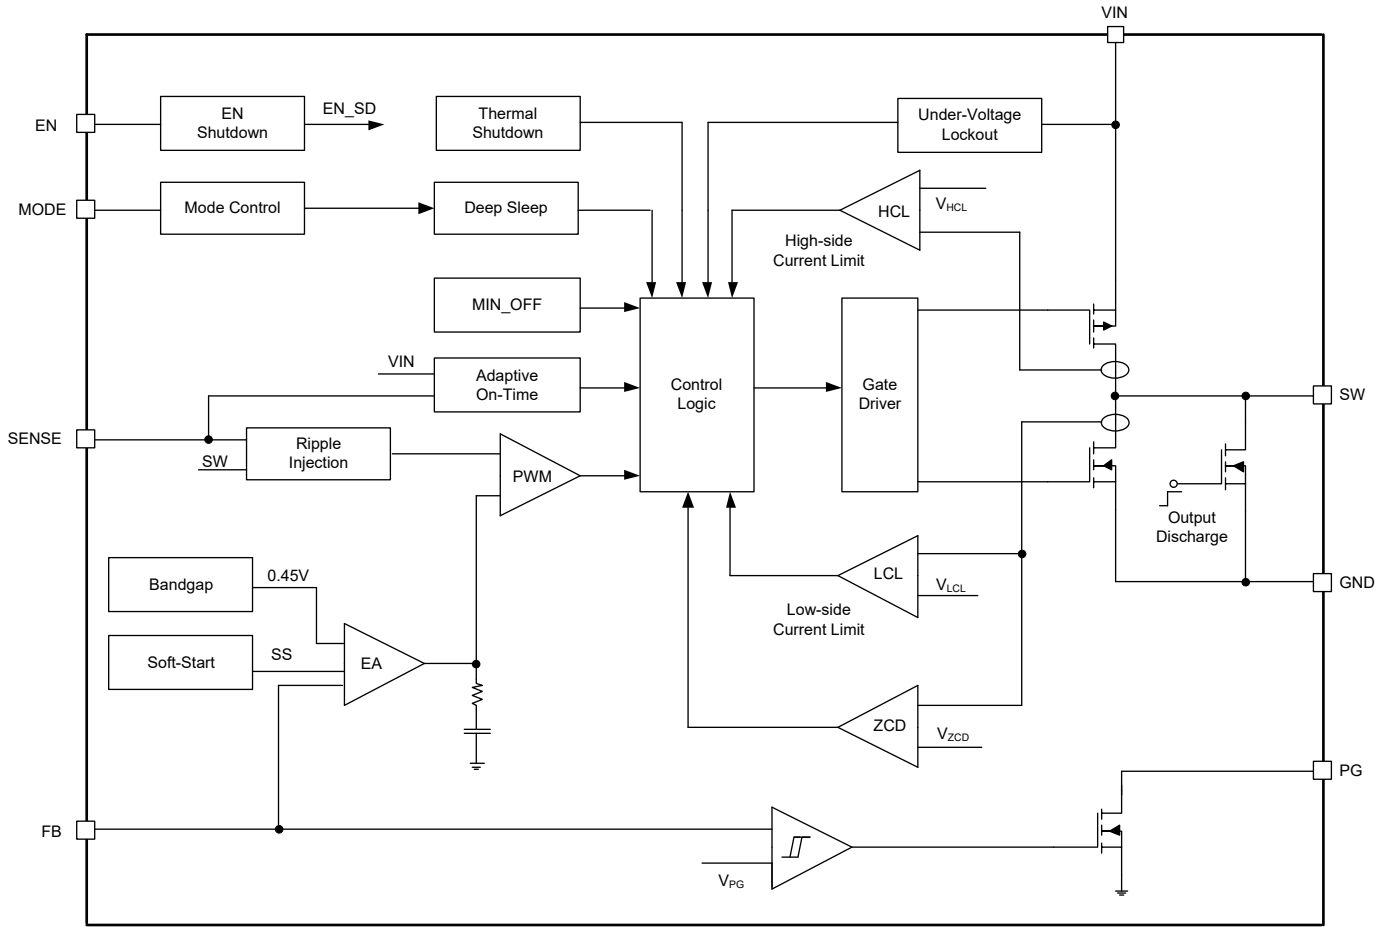 VIN
EN
EN
Shutdown
EN_SD
Thermal
Shutdown
Under-Voltage
Lockout
MODE
Mode Control
Deep Sleep
HCL
VHCL
High-side
Current Limit
MIN_OFF
VIN
Adaptive
On-Time
Control
Logic
Gate
Driver
SW
SENSE
SW
Ripple
Injection
PWM
Output
Discharge
Bandgap
0.45V
LCL
VLCL
GND
Low-side
Current Limit
Soft-Start
SS
EA
ZCD
VZCD
PG
FB
VPG